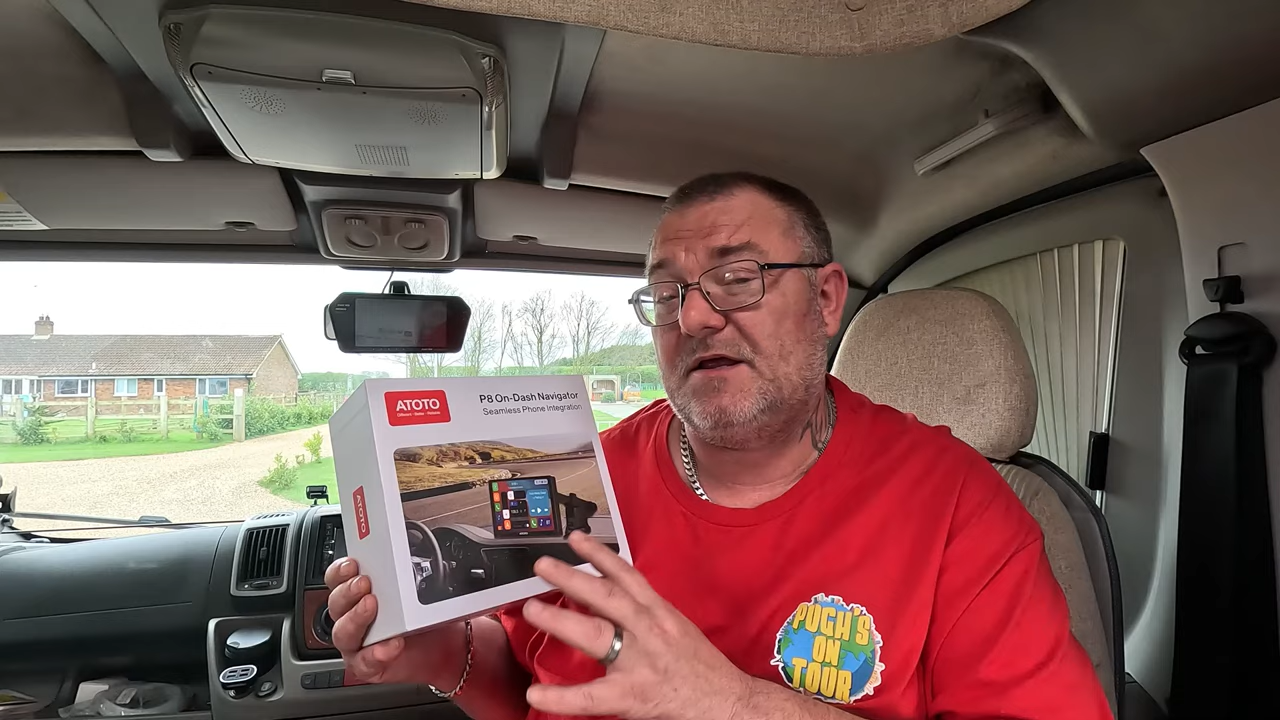 ATOTO
P8 On-Dash Navigator
Seamless Phone Integration
ATOTO
PUGH'S
ON
TOUR